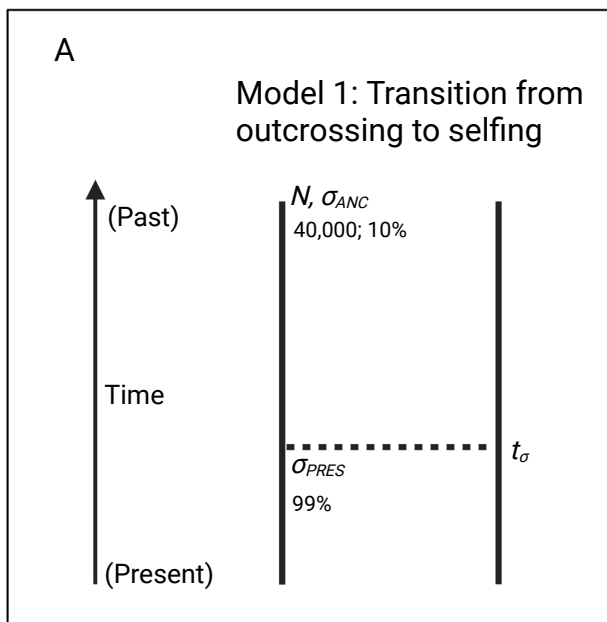 A
Model 1: Transition from
outcrossing to selfing
(Past)
N, σANC
40,000; 10%
Time
σPRES
tσ
99%
(Present)